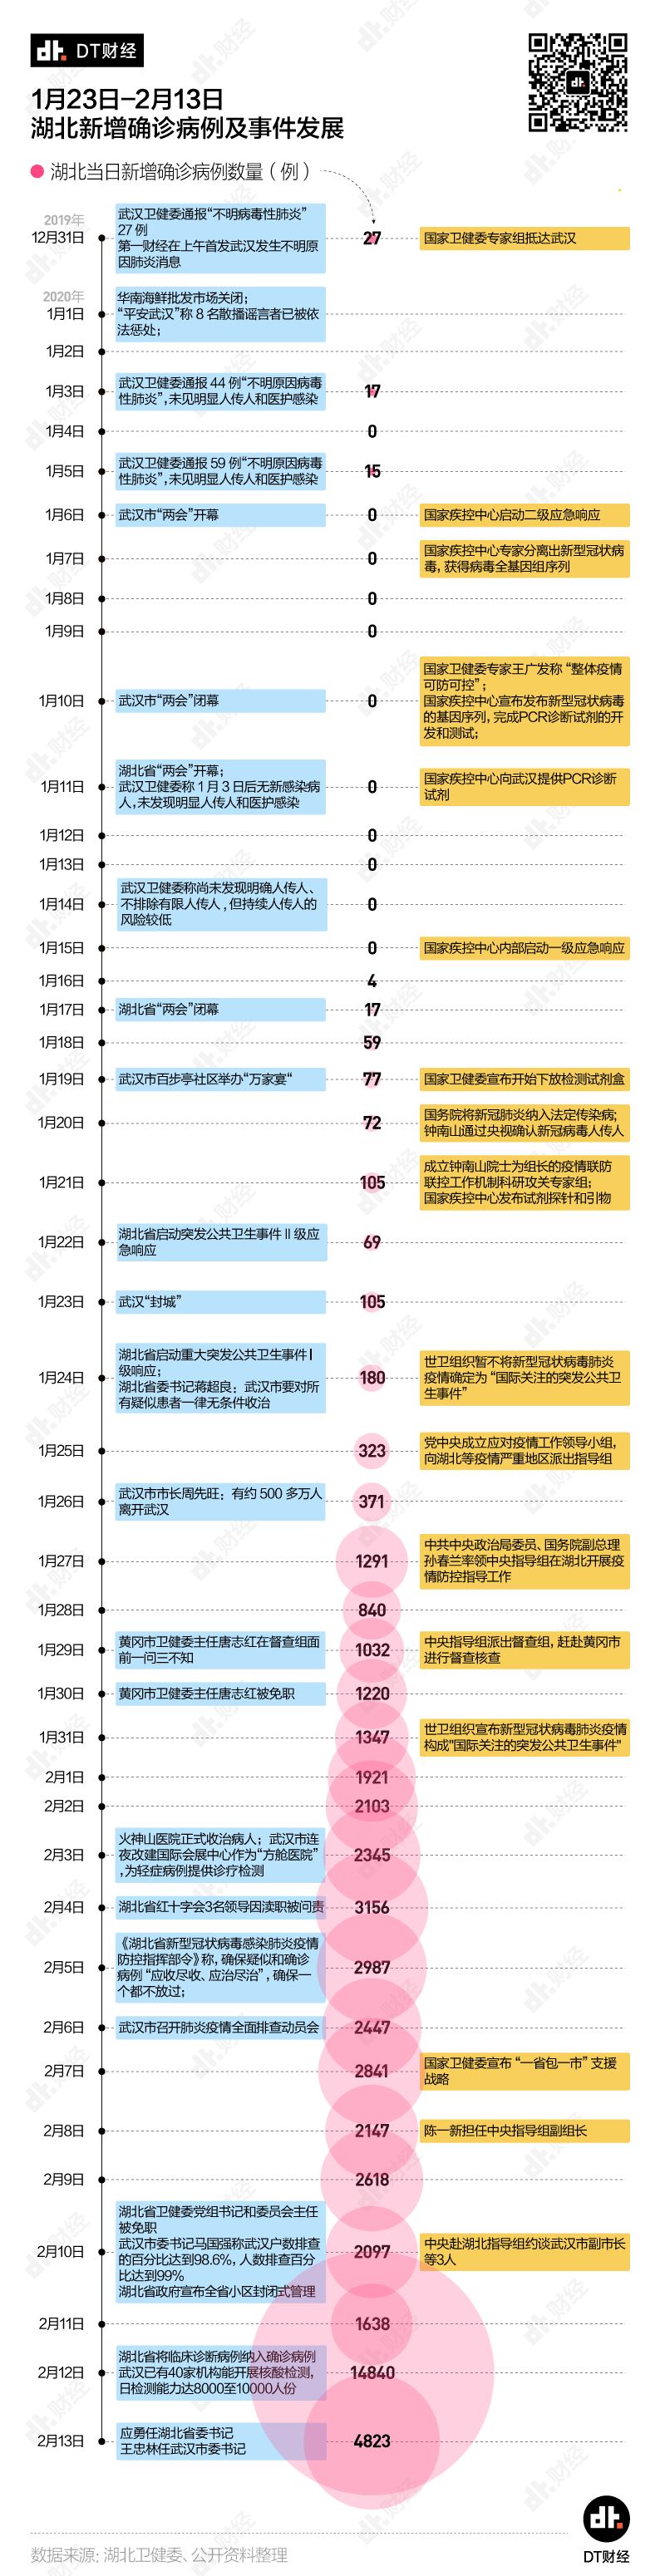 dt. DT财经
1月23日–2月13日
湖北新增确诊病例及事件发展
湖北当日新增确诊病例数量（例）
2019年
12月31日
武汉卫健委通报“不明病毒性肺炎”
27 例
第一财经在上午首发武汉发生不明原
因肺炎消息
27
国家卫健委专家组抵达武汉
2020年
1月1日
华南海鲜批发市场关闭；
“平安武汉”称 8 名散播谣言者已被依
法惩处；
1月2日
1月3日
武汉卫健委通报 44 例“不明原因病毒
性肺炎”，未见明显人传人和医护感染
17
1月4日
0
1月5日
武汉卫健委通报 59 例“不明原因病毒
性肺炎”，未见明显人传人和医护感染
15
1月6日
武汉市“两会”开幕
0
国家疾控中心启动二级应急响应
1月7日
0
国家疾控中心专家分离出新型冠状病
毒，获得病毒全基因组序列
1月8日
0
1月9日
0
1月10日
武汉市“两会”闭幕
0
国家卫健委专家王广发称 “整体疫情
可防可控”；
国家疾控中心宣布发布新型冠状病毒
的基因序列，完成PCR诊断试剂的开
发和测试；
1月11日
湖北省“两会”开幕；
武汉卫健委称 1 月 3 日后无新感染病
人，未发现明显人传人和医护感染
0
国家疾控中心向武汉提供PCR诊断
试剂
1月12日
0
1月13日
0
1月14日
武汉卫健委称尚未发现明确人传人、
不排除有限人传人 , 但持续人传人的
风险较低
0
1月15日
0
国家疾控中心内部启动一级应急响应
1月16日
4
1月17日
湖北省“两会”闭幕
17
1月18日
59
1月19日
武汉市百步亭社区举办“万家宴“
77
国家卫健委宣布开始下放检测试剂盒
1月20日
72
国务院将新冠肺炎纳入法定传染病；
钟南山通过央视确认新冠病毒人传人
1月21日
105
成立钟南山院士为组长的疫情联防
联控工作机制科研攻关专家组；
国家疾控中心发布试剂探针和引物
1月22日
湖北省启动突发公共卫生事件 II 级应
急响应
69
1月23日
武汉“封城”
105
1月24日
湖北省启动重大突发公共卫生事件 I
级响应；
湖北省委书记蒋超良：武汉市要对所
有疑似患者一律无条件收治
180
世卫组织暂不将新型冠状病毒肺炎
疫情确定为 “国际关注的突发公共卫
生事件”
1月25日
323
党中央成立应对疫情工作领导小组，
向湖北等疫情严重地区派出指导组
1月26日
武汉市市长周先旺：有约 500 多万人
离开武汉
371
1月27日
1291
中共中央政治局委员、国务院副总理
孙春兰率领中央指导组在湖北开展疫
情防控指导工作
1月28日
840
1月29日
黄冈市卫健委主任唐志红在督查组面
前一问三不知
1032
中央指导组派出督查组，赶赴黄冈市
进行督查核查
1月30日
黄冈市卫健委主任唐志红被免职
1220
1月31日
1347
世卫组织宣布新型冠状病毒肺炎疫情
构成"国际关注的突发公共卫生事件"
2月1日
1921
2月2日
2103
2月3日
火神山医院正式收治病人；武汉市连
夜改建国际会展中心作为“方舱医院”
,为轻症病例提供诊疗检测
2345
2月4日
湖北省红十字会3名领导因渎职被问责
3156
2月5日
《湖北省新型冠状病毒感染肺炎疫情
防控指挥部令》称，确保疑似和确诊
病例 “应收尽收、应治尽治” ，确保一
个都不放过；
2987
2月6日
武汉市召开肺炎疫情全面排查动员会
2447
2月7日
2841
国家卫健委宣布 “一省包一市” 支援
战略
2月8日
2147
陈一新担任中央指导组副组长
2月9日
2618
2月10日
湖北省卫健委党组书记和委员会主任
被免职
武汉市委书记马国强称武汉户数排查
的百分比达到98.6%，人数排查百分
比达到99%
湖北省政府宣布全省小区封闭式管理
2097
中央赴湖北指导组约谈武汉市副市长
等3人
2月11日
1638
2月12日
湖北省将临床诊断病例纳入确诊病例
武汉已有40家机构能开展核酸检测，
日检测能力达8000至10000人份
14840
2月13日
应勇任湖北省委书记
王忠林任武汉市委书记
4823
数据来源：湖北卫健委、公开资料整理
dt.
DT财经